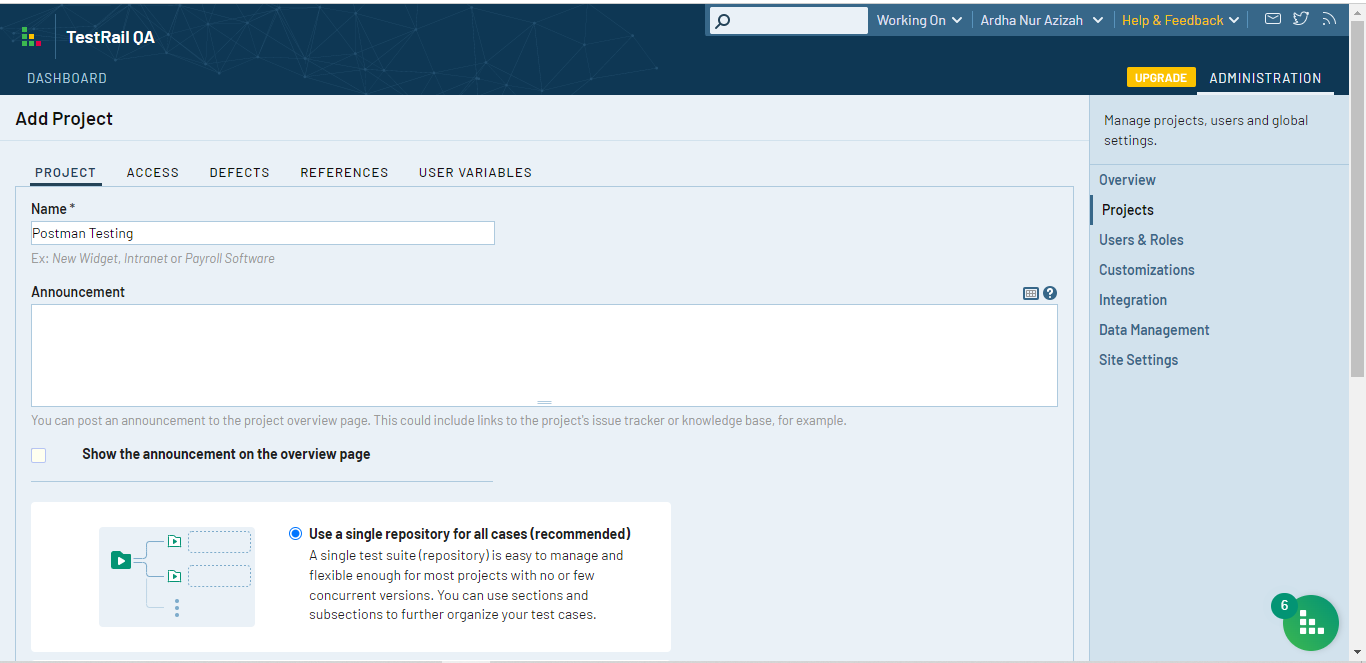 TestRail QA
Working On
Ardha Nur Azizah
Help & Feedback
DASHBOARD
UPGRADE
ADMINISTRATION
Add Project
PROJECT ACCESS DEFECTS REFERENCES USER VARIABLES
Name *
Postman Testing
Ex: New Widget, Intranet or Payroll Software
Announcement
?
You can post an announcement to the project overview page. This could include links to the project's issue tracker or knowledge base, for example.
Show the announcement on the overview page
Use a single repository for all cases (recommended)
A single test suite (repository) is easy to manage and
flexible enough for most projects with no or few
concurrent versions. You can use sections and
subsections to further organize your test cases.
Manage projects, users and global
settings.
Overview
Projects
Users & Roles
Customizations
Integration
Data Management
Site Settings
6